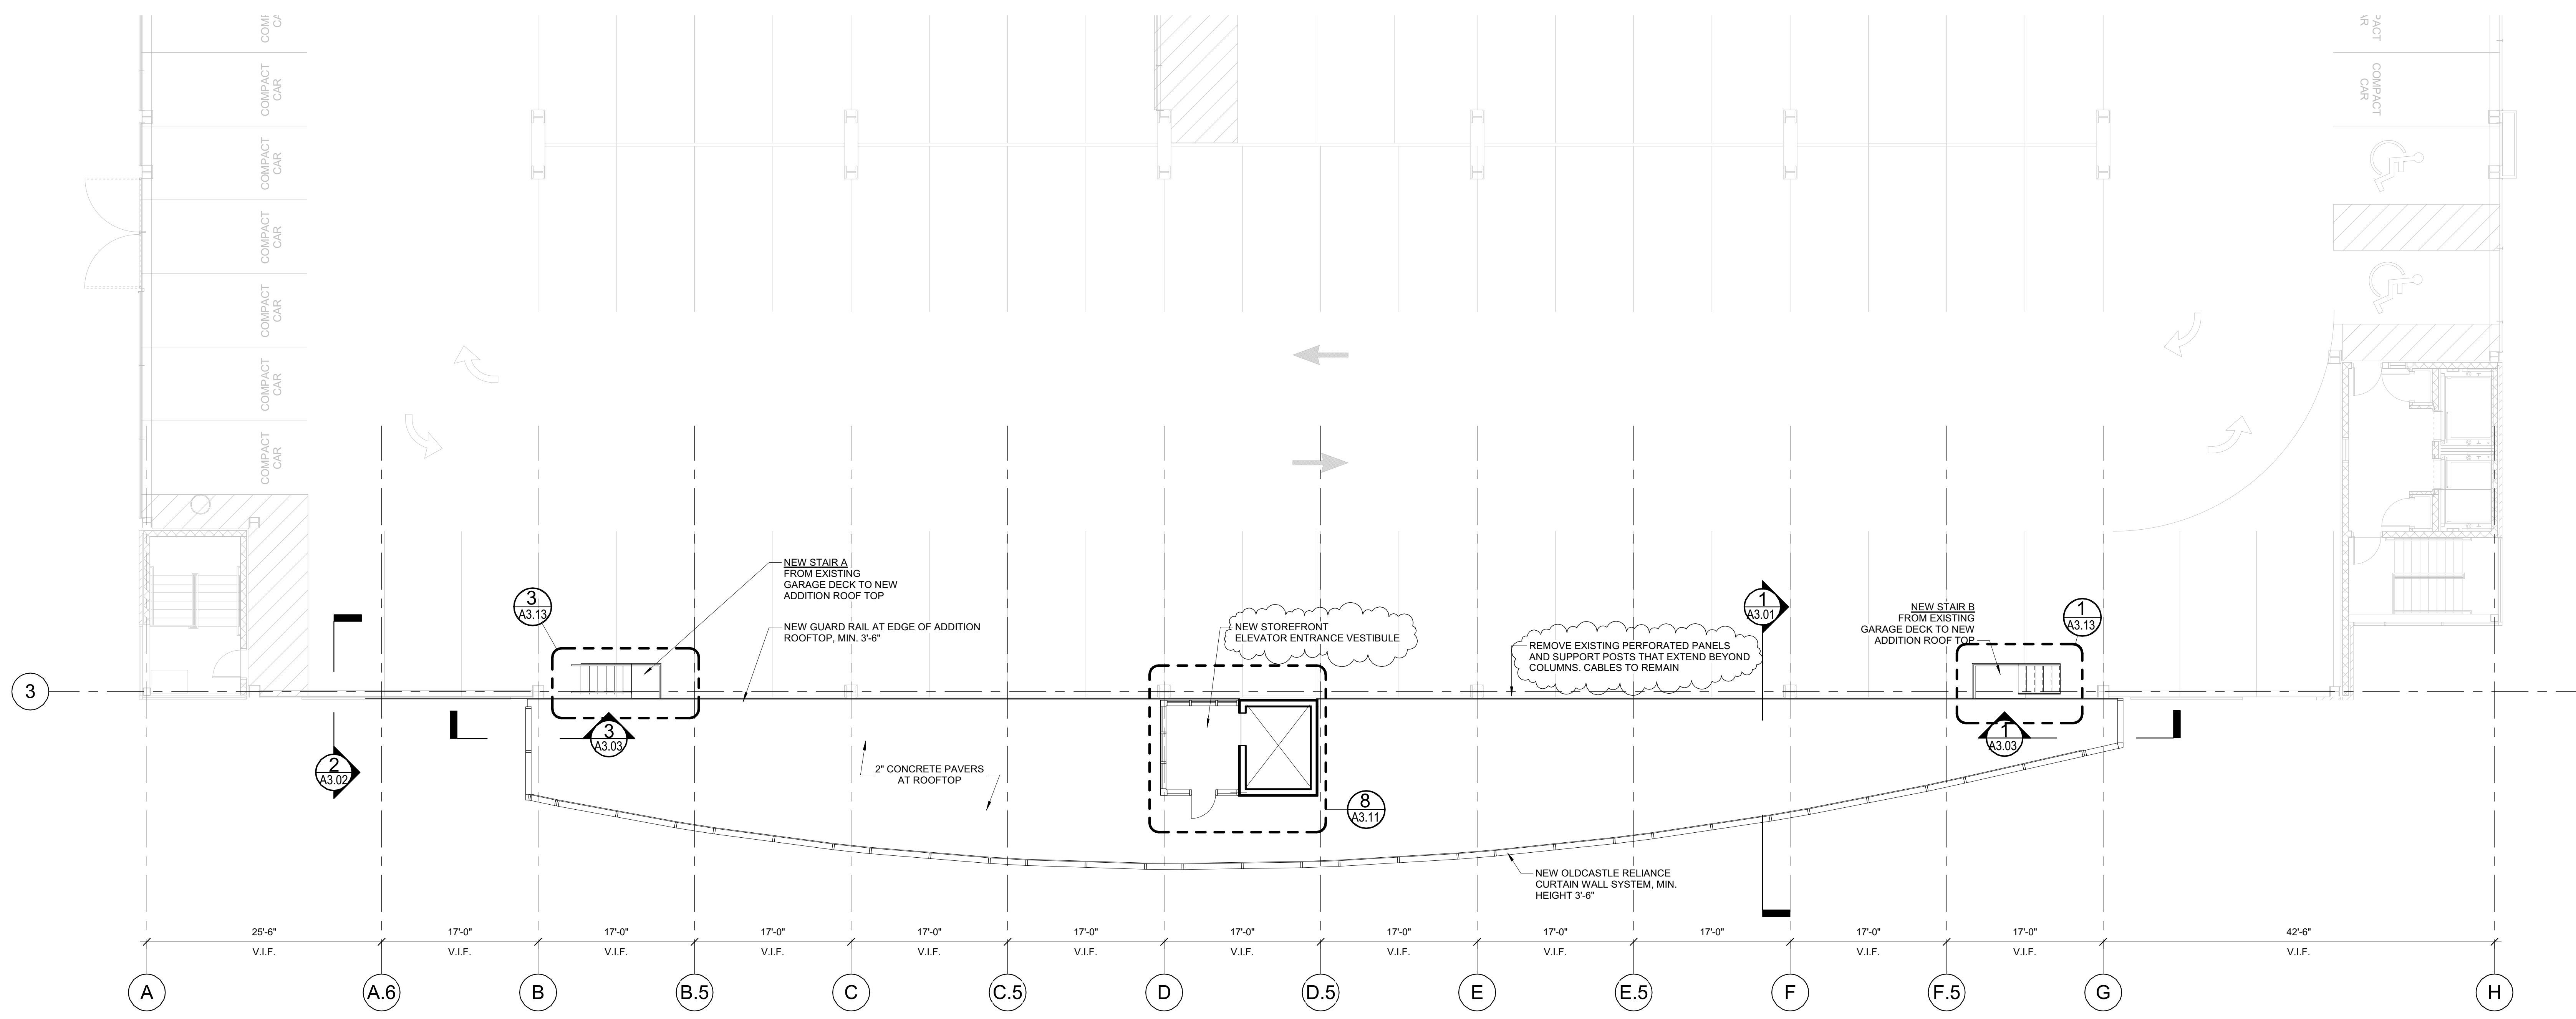 COMPACT
CAR
COMPACT
CAR
COMPACT
CAR
COMPACT
CAR
COMPACT
CAR
COMPACT
CAR
COMPACT
CAR
COMPACT
CAR
NEW STAIR A
FROM EXISTING
GARAGE DECK TO NEW
ADDITION ROOF TOP
3
A3.13
NEW GUARD RAIL AT EDGE OF ADDITION
ROOFTOP, MIN. 3'-6"
NEW STOREFRONT
ELEVATOR ENTRANCE VESTIBULE
REMOVE EXISTING PERFORATED PANELS
AND SUPPORT POSTS THAT EXTEND BEYOND
COLUMNS. CABLES TO REMAIN
1
A3.01
NEW STAIR B
FROM EXISTING
GARAGE DECK TO NEW
ADDITION ROOF TOP
1
A3.13
3
3
A3.03
1
A3.03
2
A3.02
2" CONCRETE PAVERS
AT ROOFTOP
8
A3.11
NEW OLDCASTLE RELIANCE
CURTAIN WALL SYSTEM, MIN.
HEIGHT 3'-6"
25'-6" 17'-0" 17'-0" 17'-0" 17'-0" 17'-0" 17'-0" 17'-0" 17'-0" 17'-0" 17'-0" 17'-0" 42'-6"
V.I.F. V.I.F. V.I.F. V.I.F. V.I.F. V.I.F. V.I.F. V.I.F. V.I.F. V.I.F. V.I.F. V.I.F. V.I.F.
A A.6 B B.5 C C.5 D D.5 E E.5 F F.5 G H